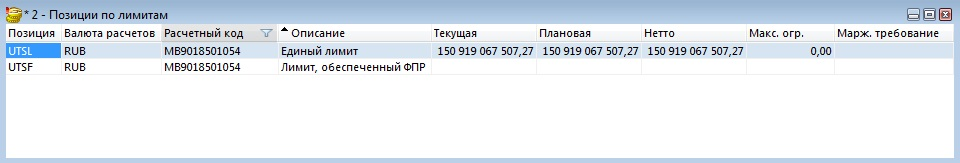 * 2 - Позиции по лимитам
Позиция Валюта расчетов Расчетный код Описание Текущая Плановая Нетто Макс. огр. Марж. требование
UTSL RUB MB9018501054 Единый лимит 150 919 067 507,27 150 919 067 507,27 150 919 067 507,27 0,00
UTSF RUB MB9018501054 Лимит, обеспеченный ФПР